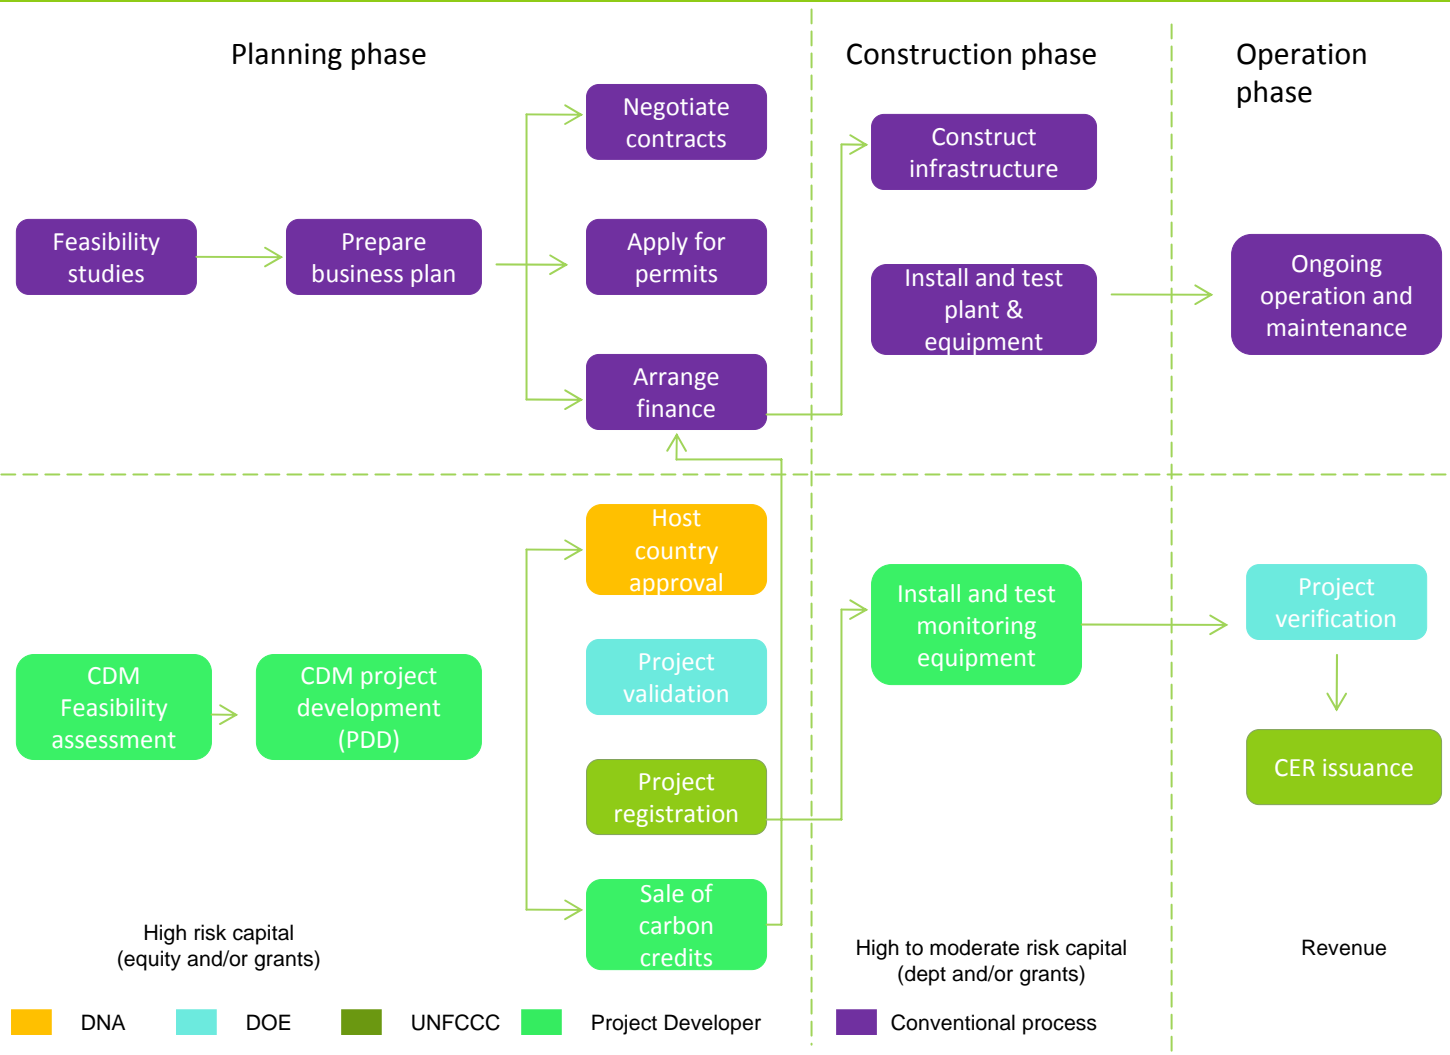 Planning phase
Construction phase
Operation
phase
Negotiate
contracts
Construct
infrastructure
Feasibility
studies
Prepare
business plan
Apply for
permits
Install and test
plant &
equipment
Ongoing
operation and
maintenance
Arrange
finance
Host
country
approval
Install and test
monitoring
equipment
Project
verification
CDM
Feasibility
assessment
CDM project
development
(PDD)
Project
validation
Project
registration
CER issuance
Sale of
carbon
credits
High risk capital
(equity and/or grants)
High to moderate risk capital
(dept and/or grants)
Revenue
DNA
DOE
UNFCCC
Project Developer
Conventional process